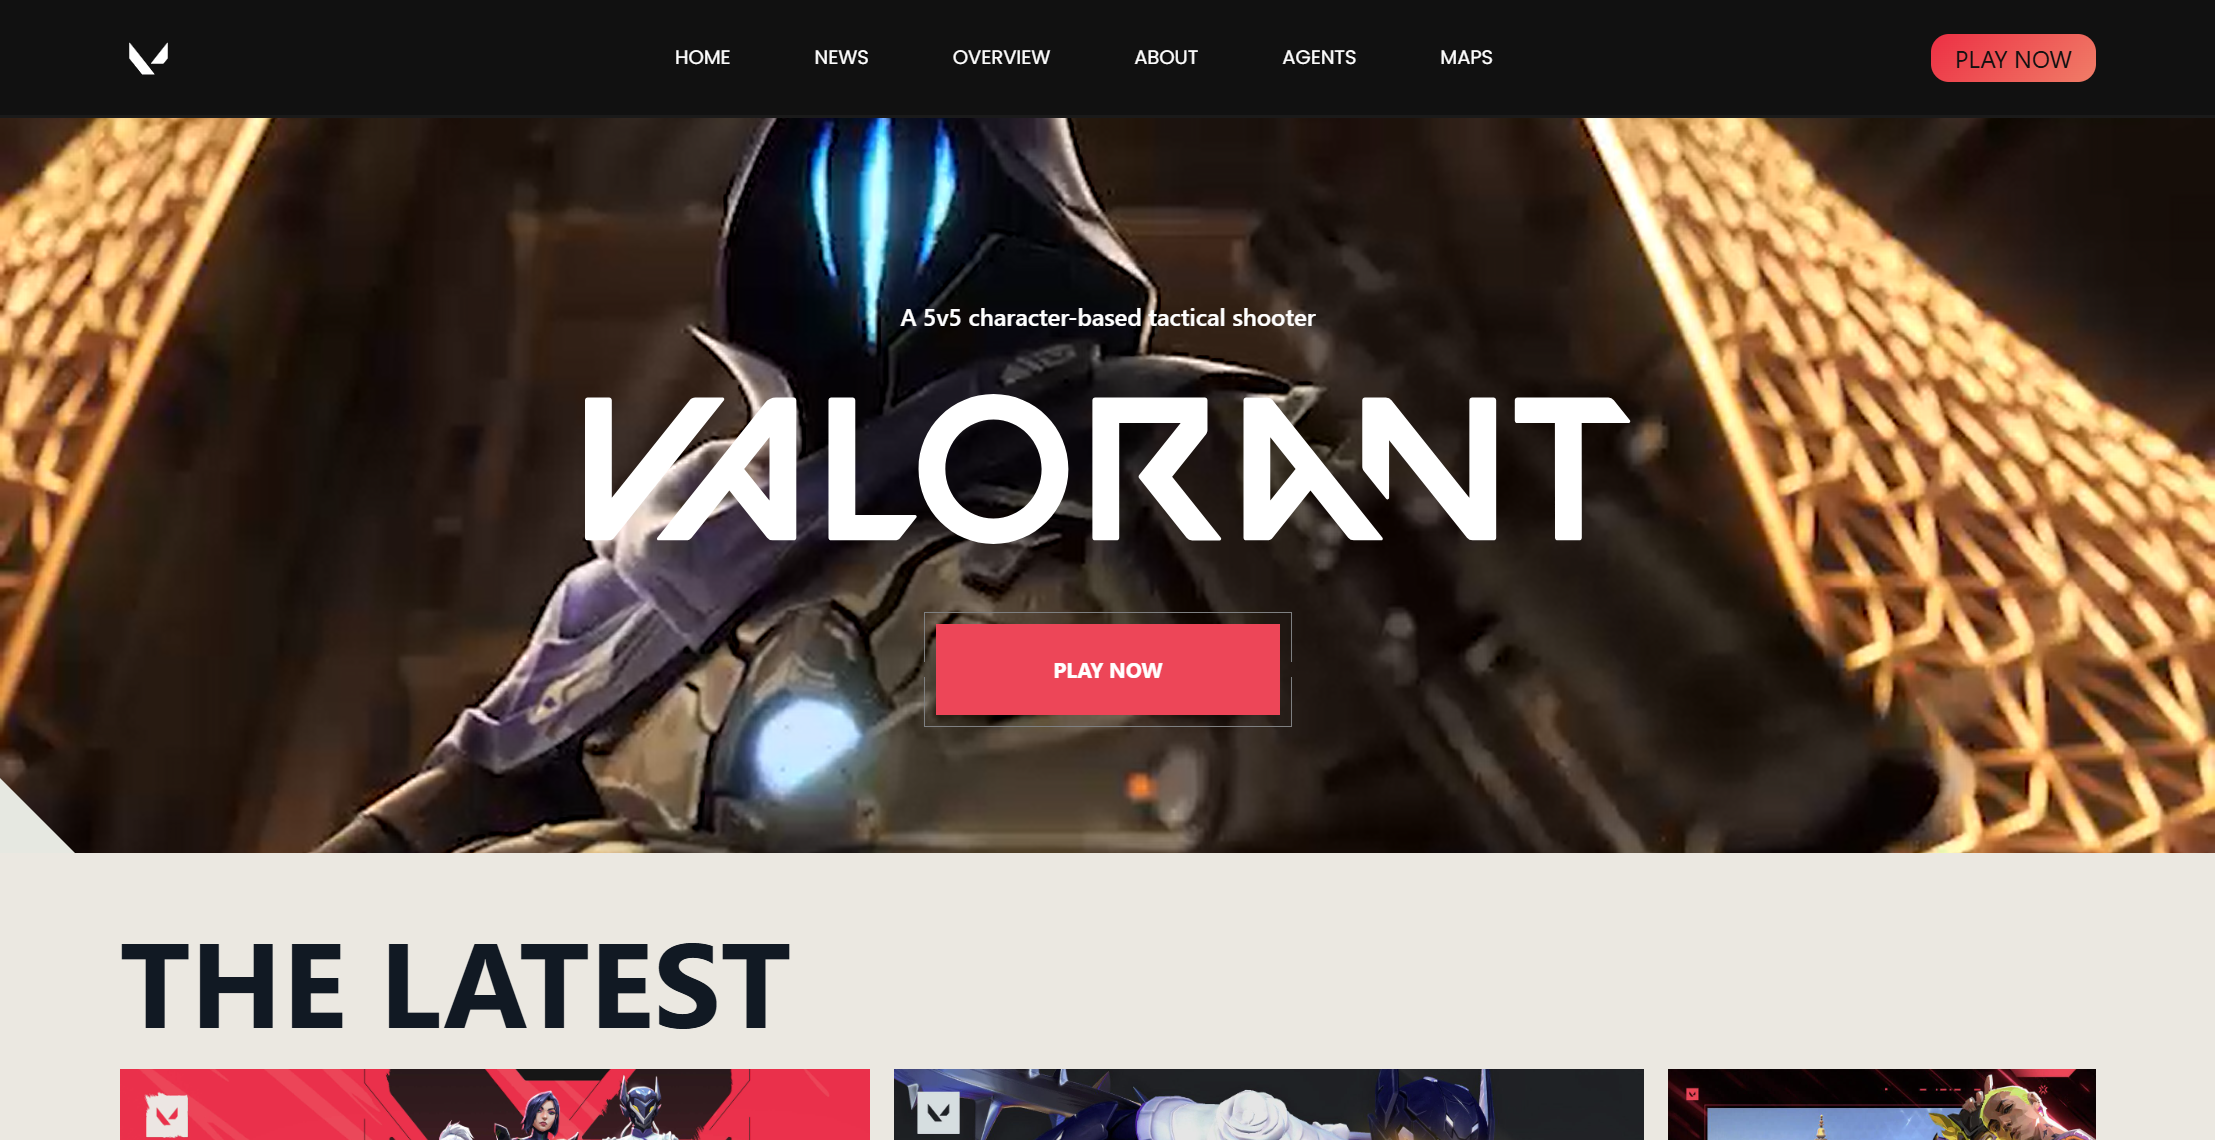 HOME NEWS OVERVIEW ABOUT AGENTS MAPS PLAY NOW
A 5v5 character-based tactical shooter
VALORANT
PLAY NOW
THE LATEST